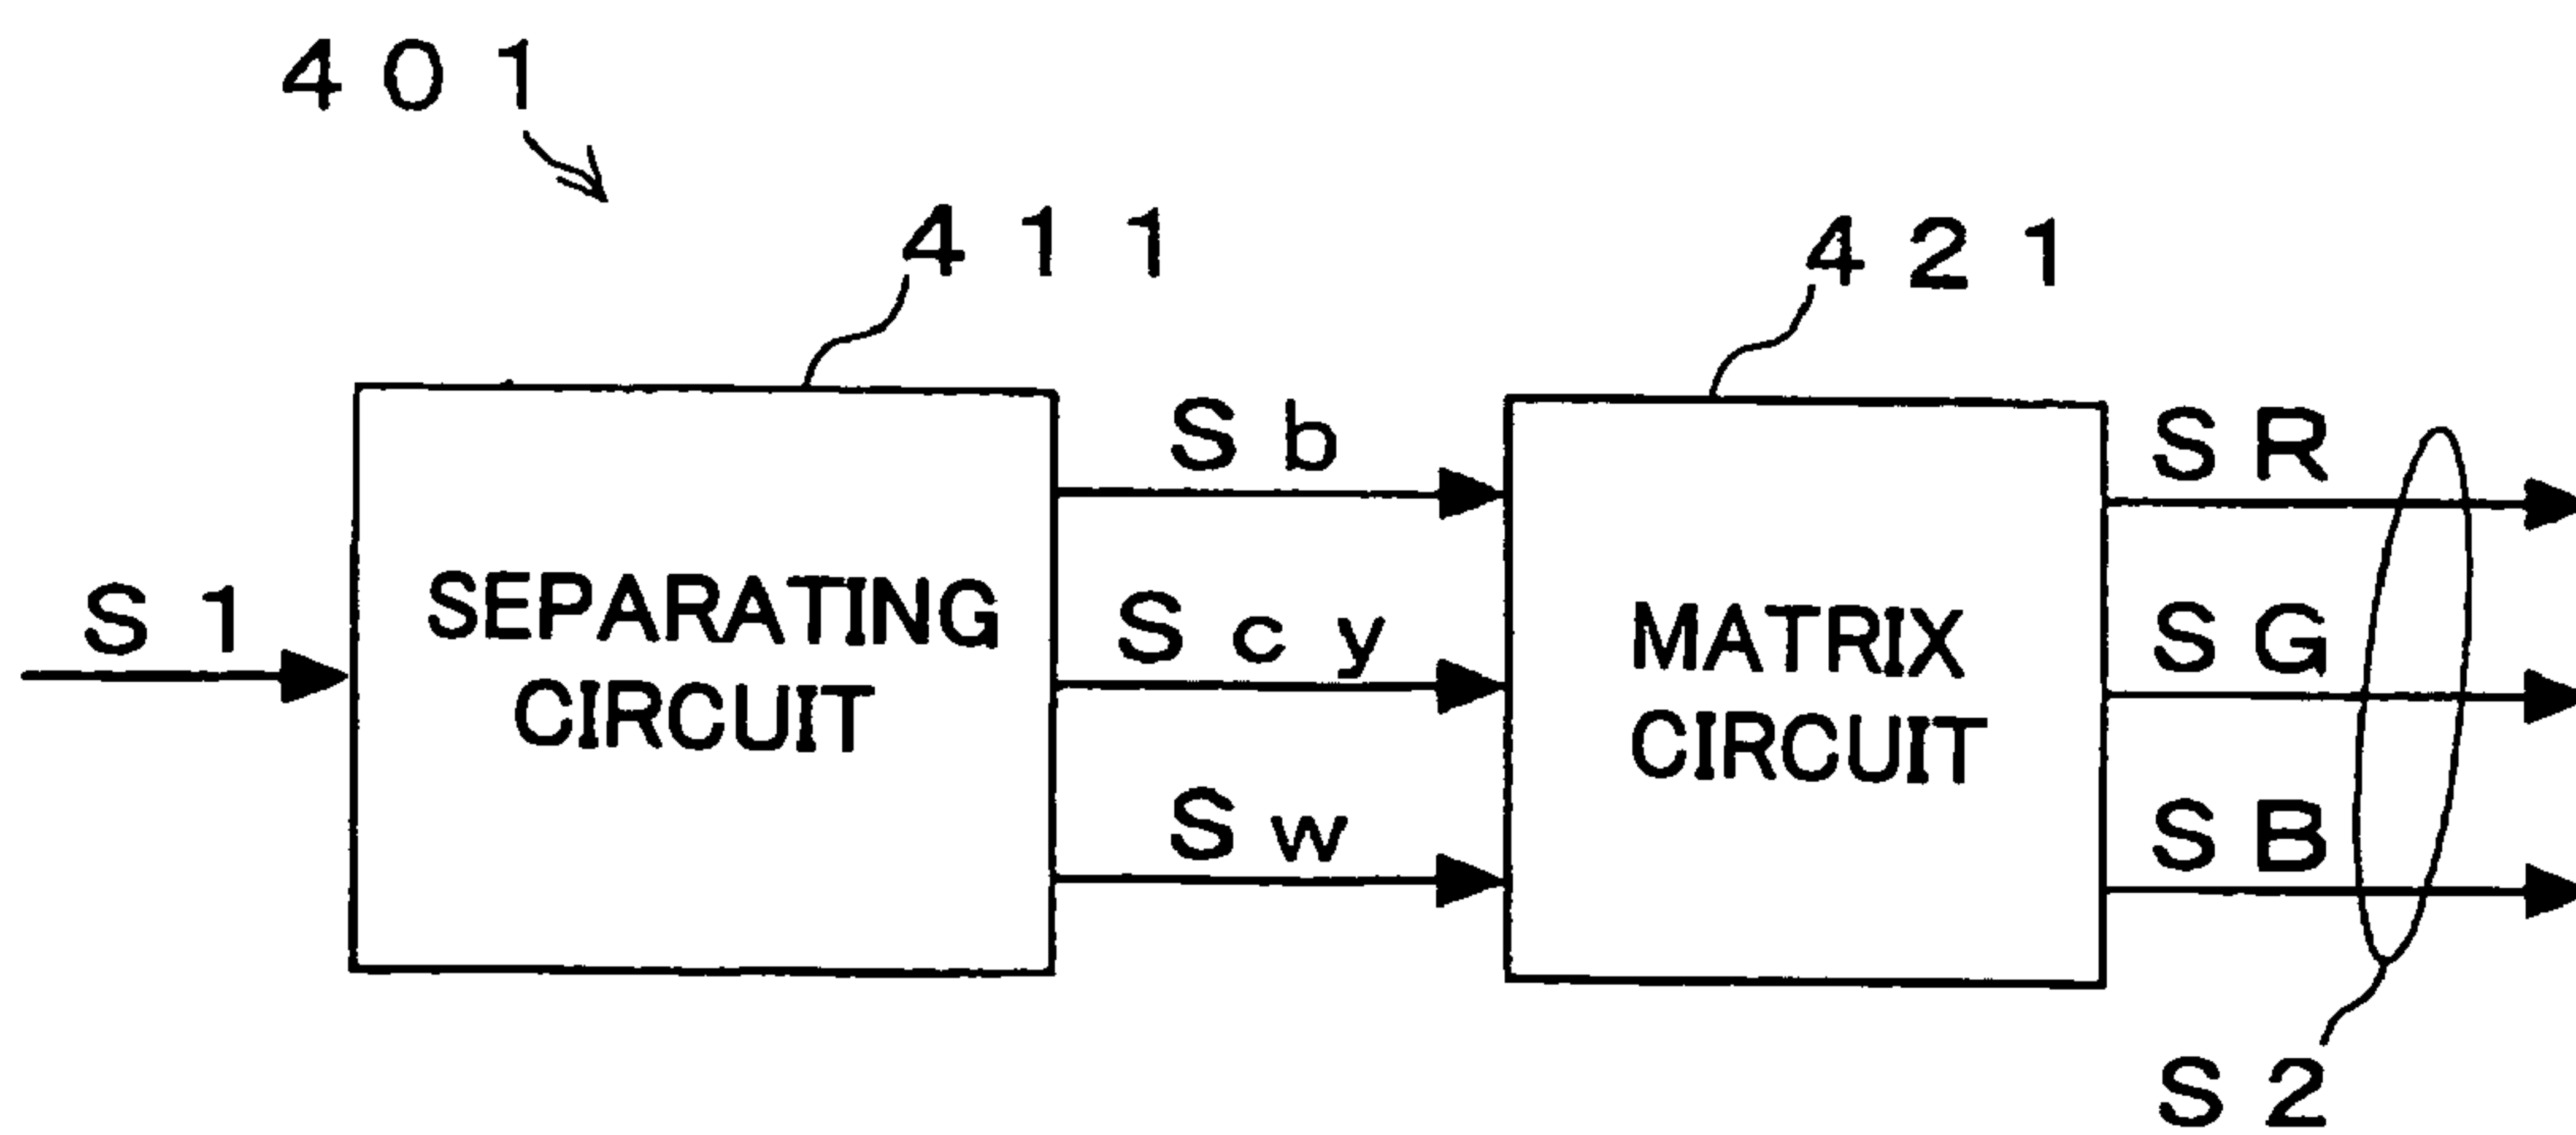 401
411
421
S1
SEPARATING
CIRCUIT
Sb
Scy
Sw
MATRIX
CIRCUIT
SR
SG
SB
S2